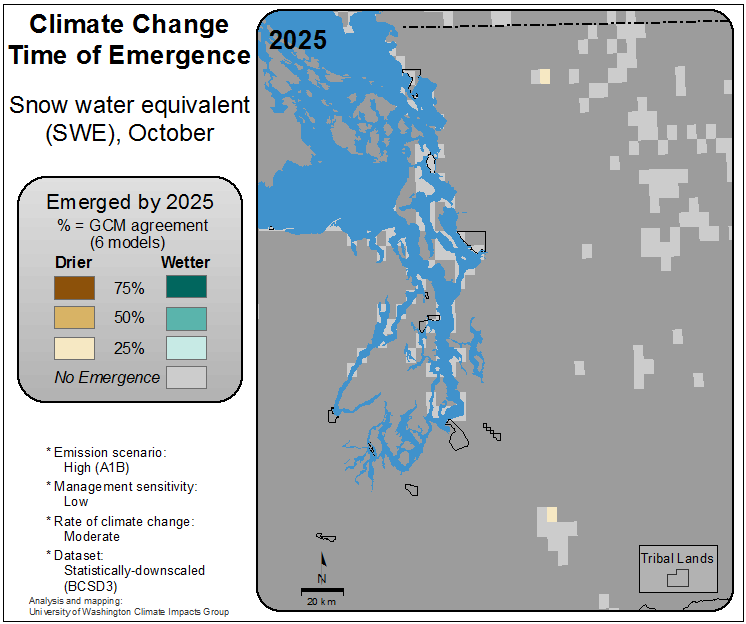 Climate Change
Time of Emergence
Snow water equivalent
(SWE), October
Emerged by 2025
% = GCM agreement
(6 models)
Drier Wetter
75%
50%
25%
No Emergence
* Emission scenario:
High (A1B)
* Management sensitivity:
Low
* Rate of climate change:
Moderate
* Dataset:
Statistically-downscaled
(BCSD3)
Analysis and mapping:
University of Washington Climate Impacts Group
2025
N
20 km
Tribal Lands